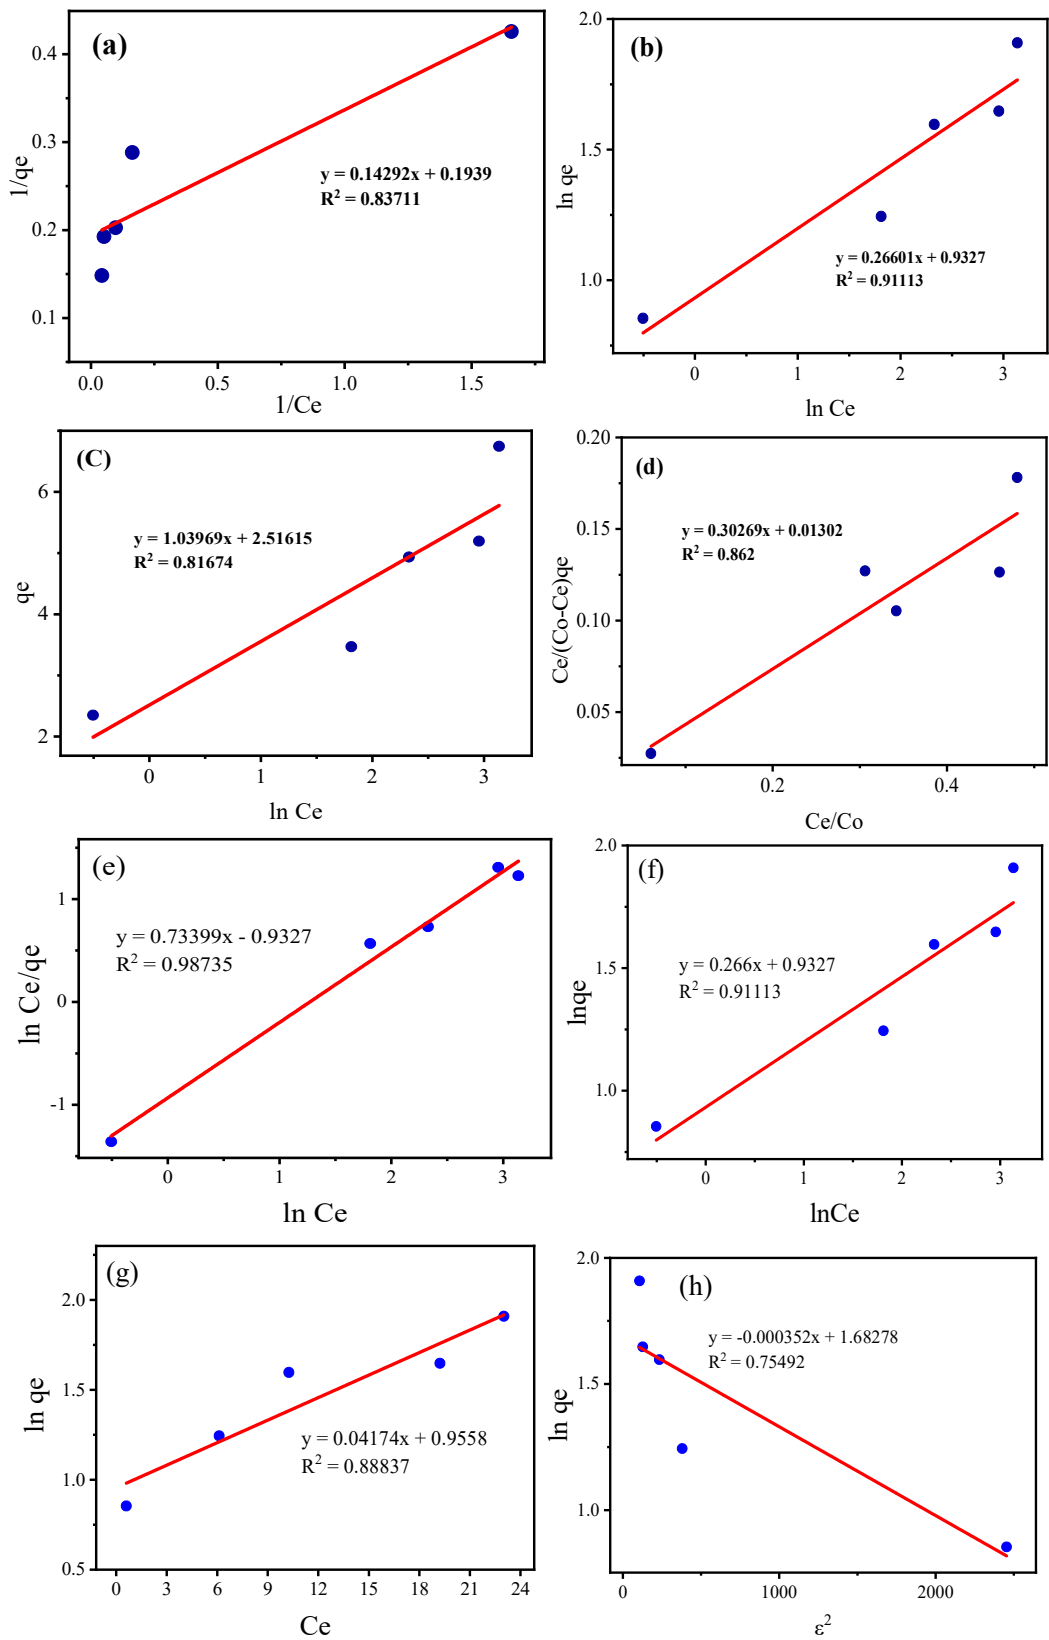 (a)
0.4
0.3
0.2
0.1
1/qe
y = 0.14292x + 0.1939
R² = 0.83711
0.0 0.5 1.0 1.5
1/Ce
(b)
2.0
1.5
1.0
ln qe
y = 0.26601x + 0.9327
R² = 0.91113
0 1 2 3
ln Ce
(C)
6
4
2
qe
y = 1.03969x + 2.51615
R² = 0.81674
0 1 2 3
ln Ce
(d)
0.20
0.15
0.10
0.05
Ce/(Co-Ce)qe
y = 0.30269x + 0.01302
R² = 0.862
0.2 0.4
Ce/Co
(e)
1
0
-1
ln Ce/qe
y = 0.73399x - 0.9327
R² = 0.98735
0 1 2 3
ln Ce
(f)
2.0
1.5
1.0
lnqe
y = 0.266x + 0.9327
R² = 0.91113
0 1 2 3
lnCe
(g)
2.0
1.5
1.0
0.5
ln qe
y = 0.04174x + 0.9558
R² = 0.88837
0 3 6 9 12 15 18 21 24
Ce
(h)
2.0
1.5
1.0
ln qe
y = -0.000352x + 1.68278
R² = 0.75492
0 1000 2000
ε²